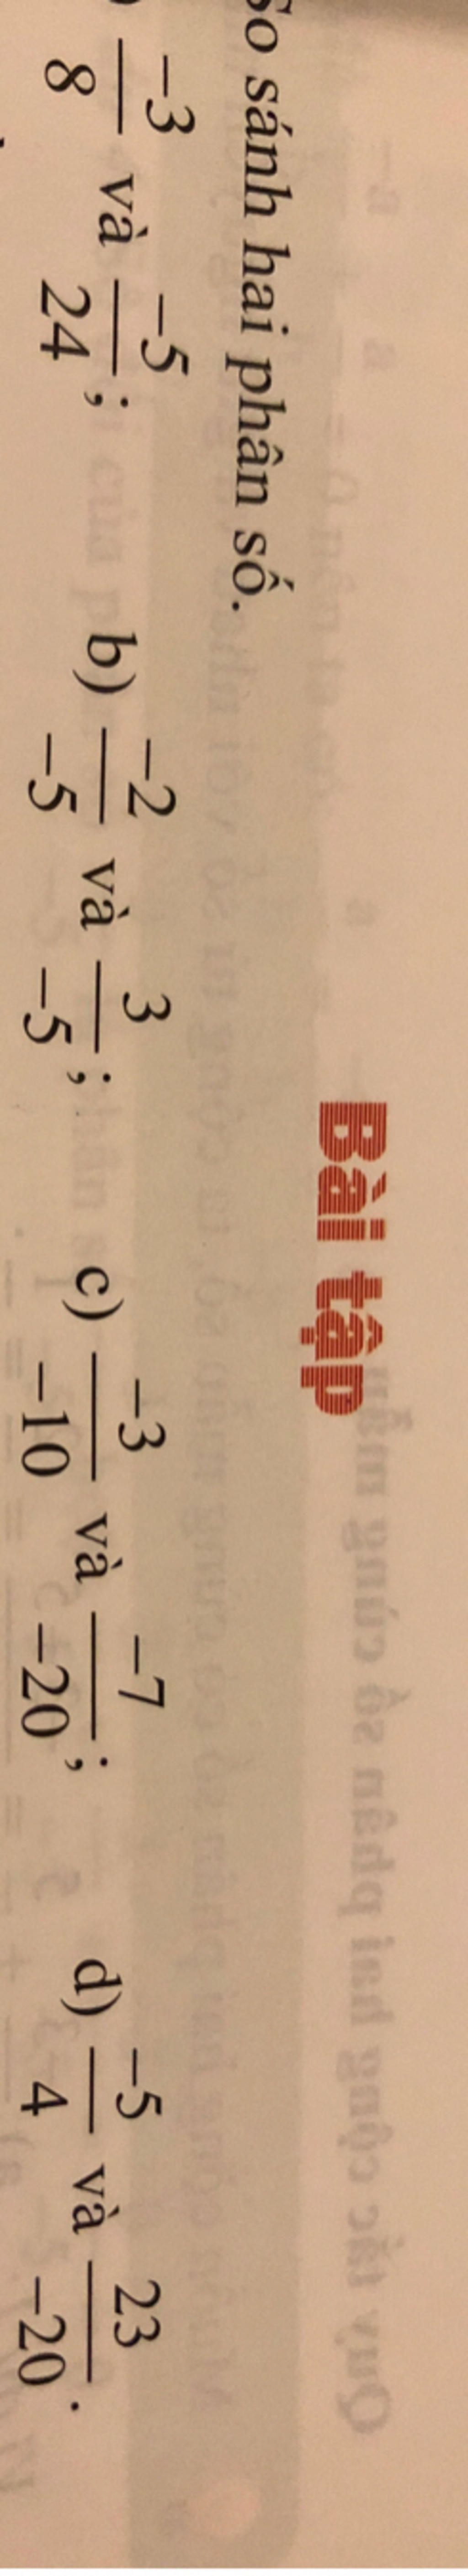 Bài tập
So sánh hai phân số.
) -3/8 và -5/24; b) -2/-5 và 3/-5; c) -3/-10 và -7/-20; d) -5/4 và 23/-20.